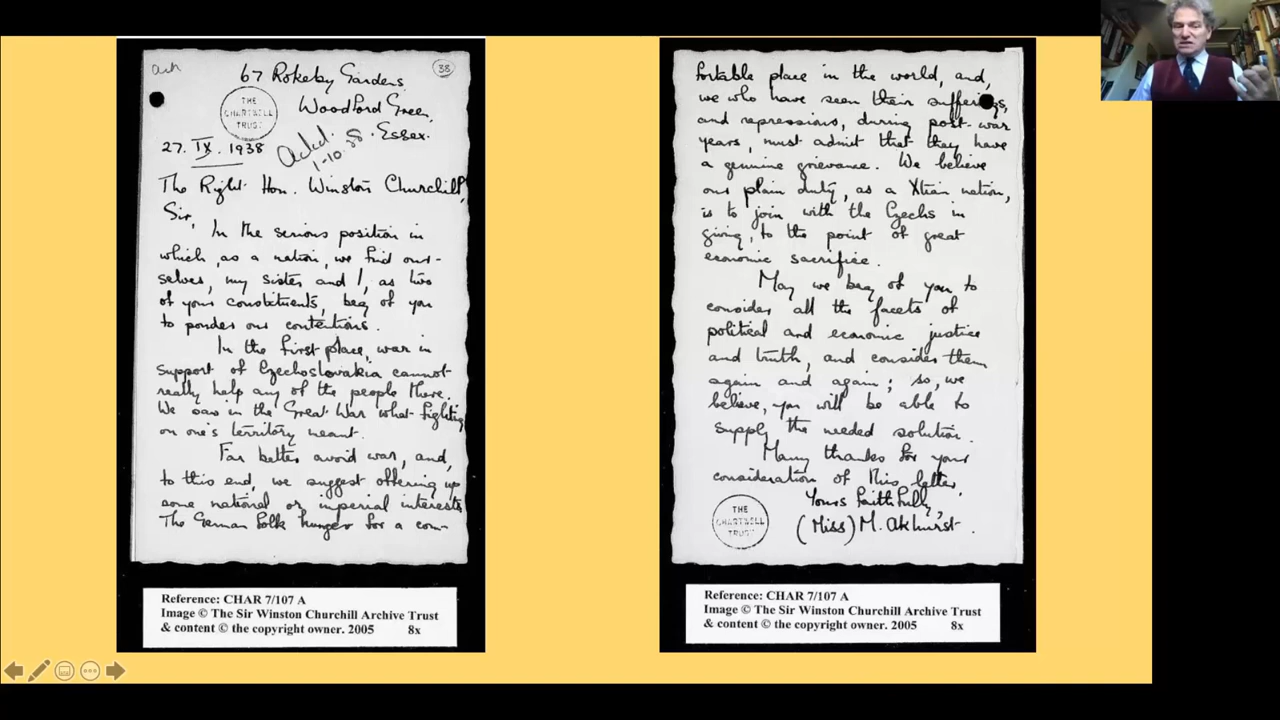 ack
67 Rokeby Gardens,
38
THE
CHARTWELL
TRUST
Woodford Green,
Essex.
27. IX. 1938
Ackd.
1-10-38
The Right Hon. Winston Churchill,
Sir,
In the serious position in
which, as a nation, we find our-
selves, my sister and I, as two
of your constituents, beg of you
to ponder our contentions.
In the first place, war in
support of Czechoslovakia cannot
really help any of the people there.
We saw in the Great War what fighting
on one's territory meant.
Far better avoid war, and,
to this end, we suggest offering up
some national or imperial interests
The German folk hunger for a com-
Reference: CHAR 7/107 A
Image © The Sir Winston Churchill Archive Trust
& content © the copyright owner. 2005 8x
fortable place in the world, and,
we who have seen their sufferings,
and repressions, during post-war
years, must admit that they have
a genuine grievance. We believe
our plain duty, as a Xtian nation,
is to join with the Czechs in
giving, to the point of great
economic sacrifice.
May we beg of you to
consider all the facets of
political and economic justice
and truth, and consider them
again and again; so, we
believe, you will be able to
supply the needed solution.
Many thanks for your
consideration of this letter,
Yours faithfully,
(Miss) M. Akhurst.
THE
CHARTWELL
TRUST
Reference: CHAR 7/107 A
Image © The Sir Winston Churchill Archive Trust
& content © the copyright owner. 2005 8x